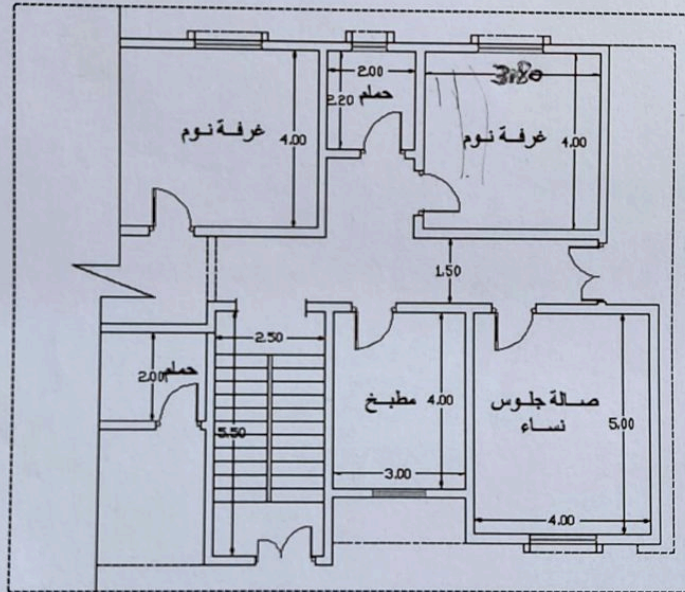 2.00
2.20
حمام
3.80
غرفة نوم
4.00
غرفة نوم
4.00
1.50
2.50
2.00
حمام
4.00
مطبخ
صالة جلوس
نساء
5.00
5.50
3.00
4.00